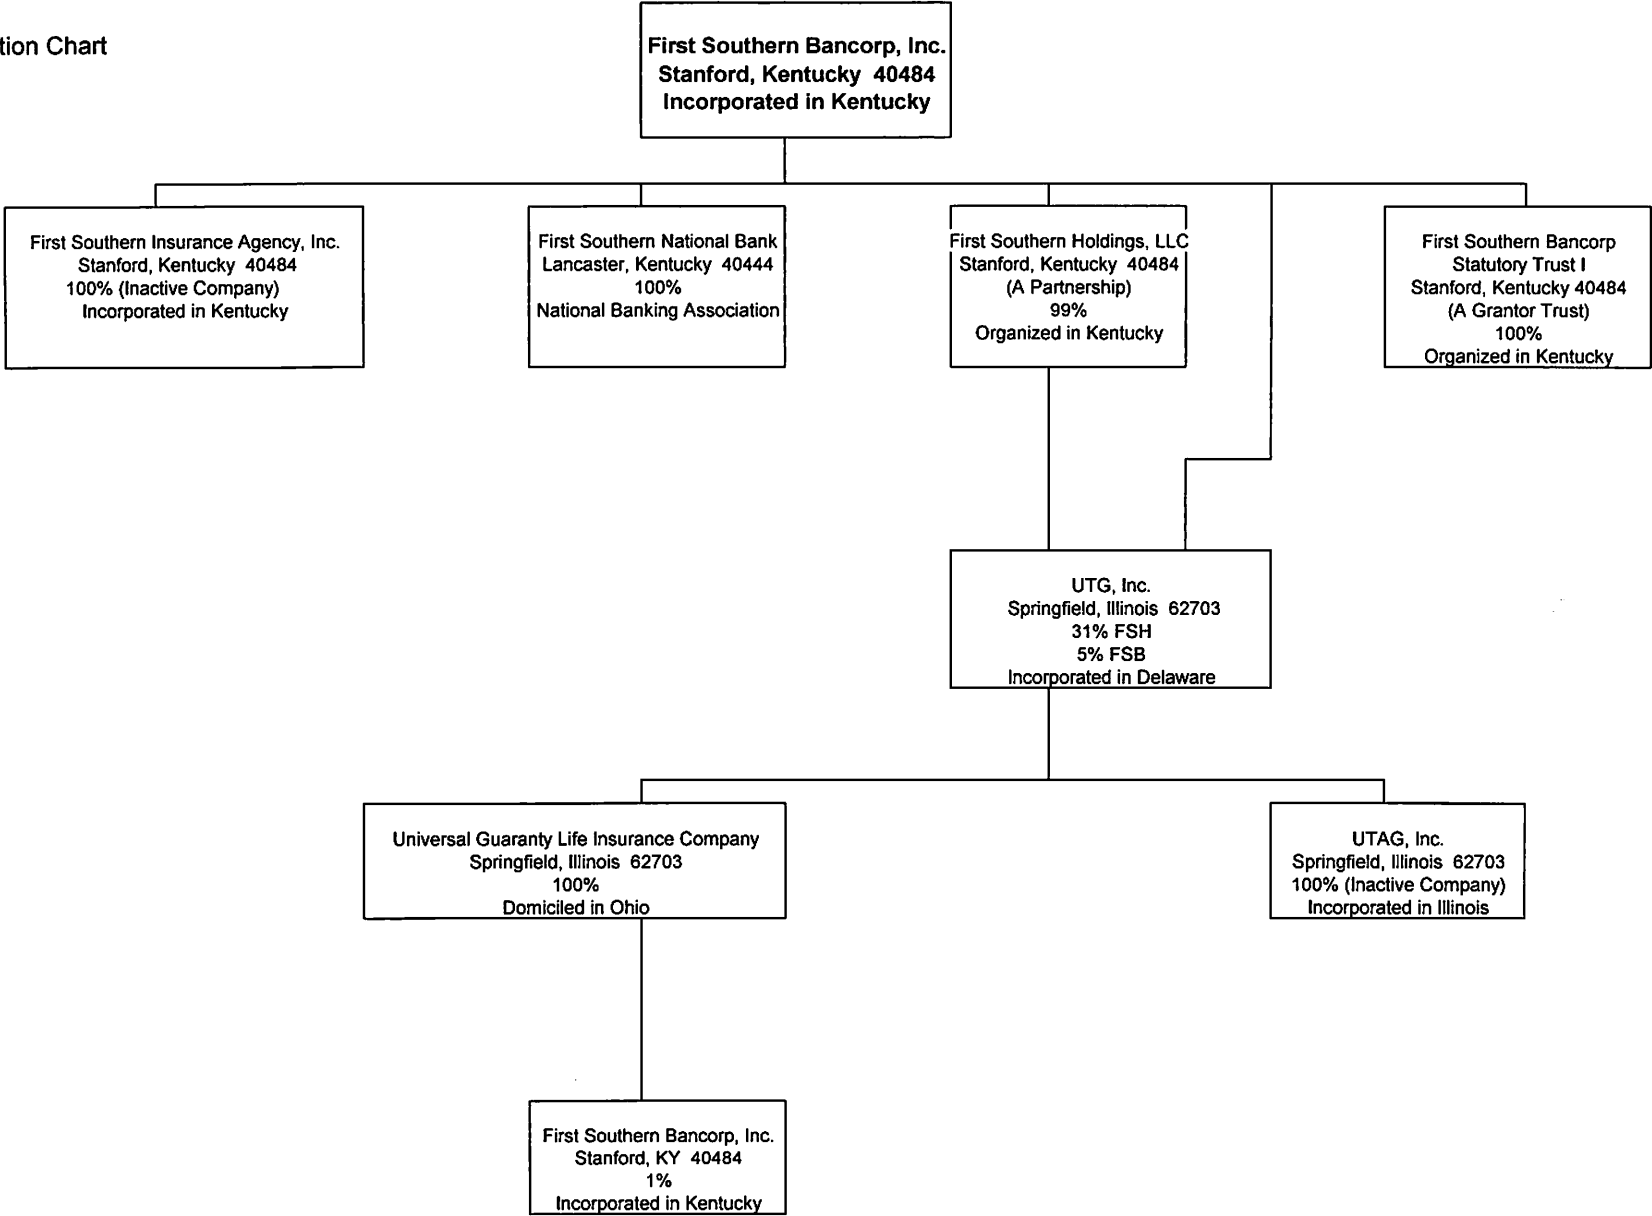 tion Chart
First Southern Bancorp, Inc.
Stanford, Kentucky 40484
Incorporated in Kentucky
First Southern Insurance Agency, Inc.
Stanford, Kentucky 40484
100% (Inactive Company)
Incorporated in Kentucky
First Southern National Bank
Lancaster, Kentucky 40444
100%
National Banking Association
First Southern Holdings, LLC
Stanford, Kentucky 40484
(A Partnership)
99%
Organized in Kentucky
First Southern Bancorp
Statutory Trust I
Stanford, Kentucky 40484
(A Grantor Trust)
100%
Organized in Kentucky
UTG, Inc.
Springfield, Illinois 62703
31% FSH
5% FSB
Incorporated in Delaware
Universal Guaranty Life Insurance Company
Springfield, Illinois 62703
100%
Domiciled in Ohio
UTAG, Inc.
Springfield, Illinois 62703
100% (Inactive Company)
Incorporated in Illinois
First Southern Bancorp, Inc.
Stanford, KY 40484
1%
Incorporated in Kentucky